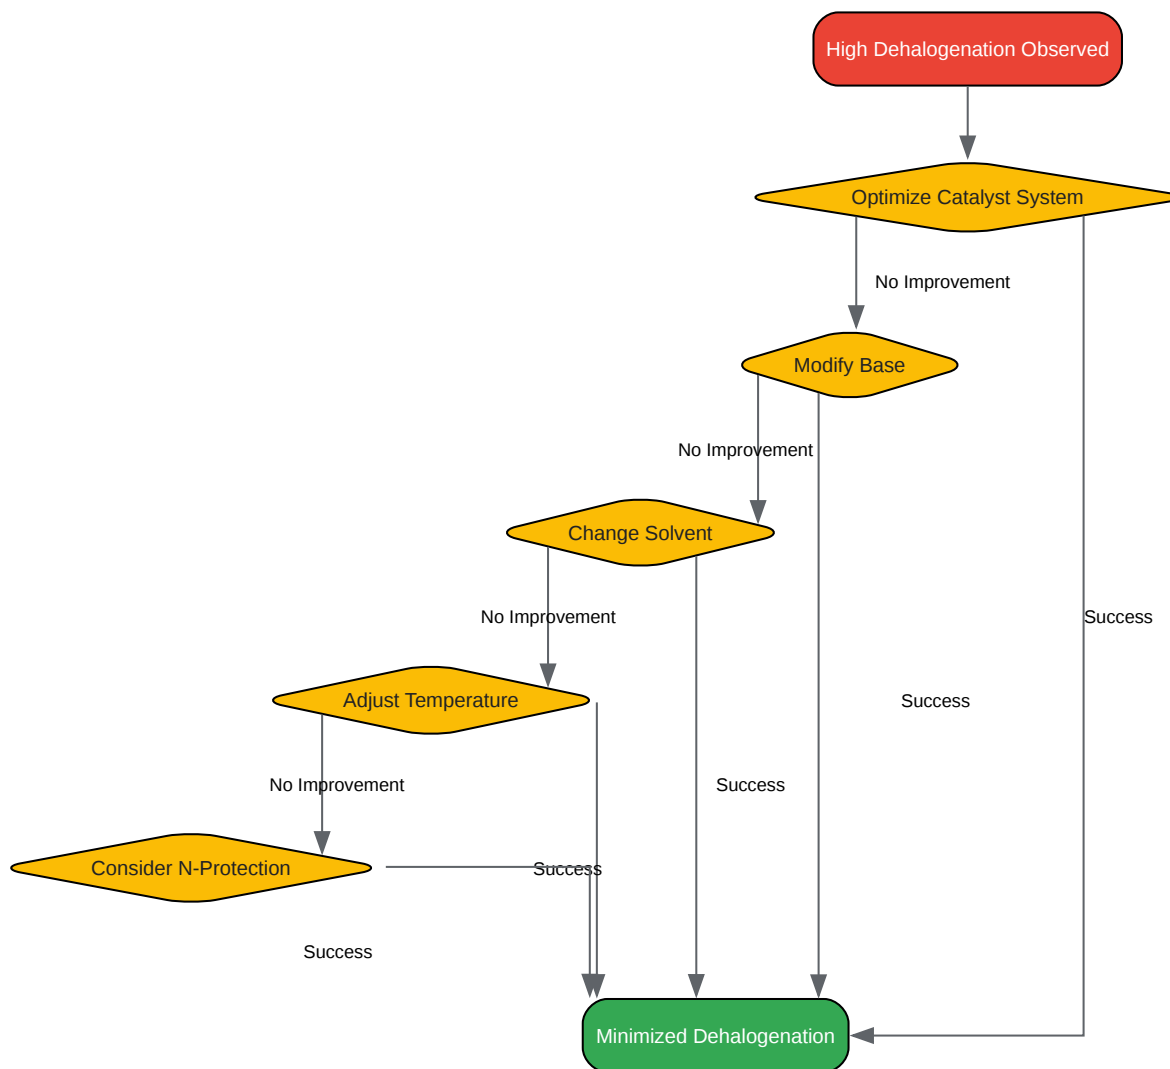 High Dehalogenation Observed
Optimize Catalyst System
No Improvement
Modify Base
No Improvement
Change Solvent
No Improvement
Success
Adjust Temperature
Success
No Improvement
Success
Consider N-Protection
Success
Success
Minimized Dehalogenation